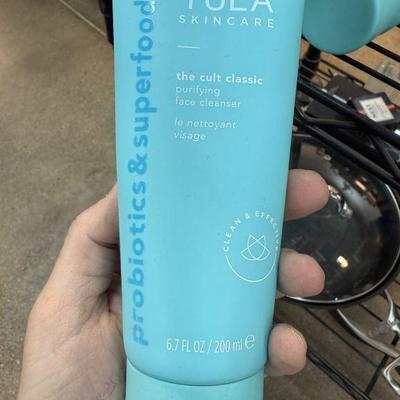 TULA
SKINCARE
the cult classic
purifying
face cleanser
le nettoyant
visage
probiotics & superfood
CLEAN & EFFECTIVE
6.7 FL OZ / 200 ml e